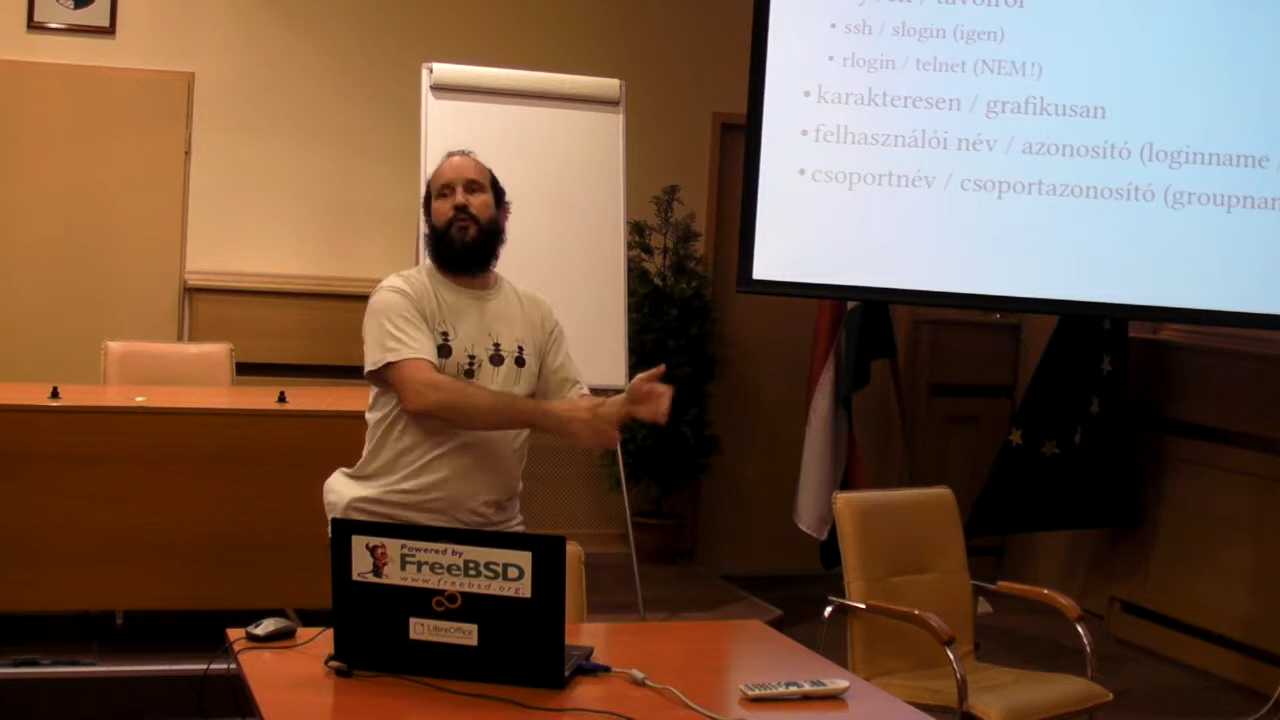 távolról
ssh / slogin (igen)
rlogin / telnet (NEM!)
karakteresen / grafikusan
felhasználói név / azonosító (loginname /
csoportnév / csoportazonosító (groupnam
Powered by
FreeBSD
www.freebsd.org
LibreOffice